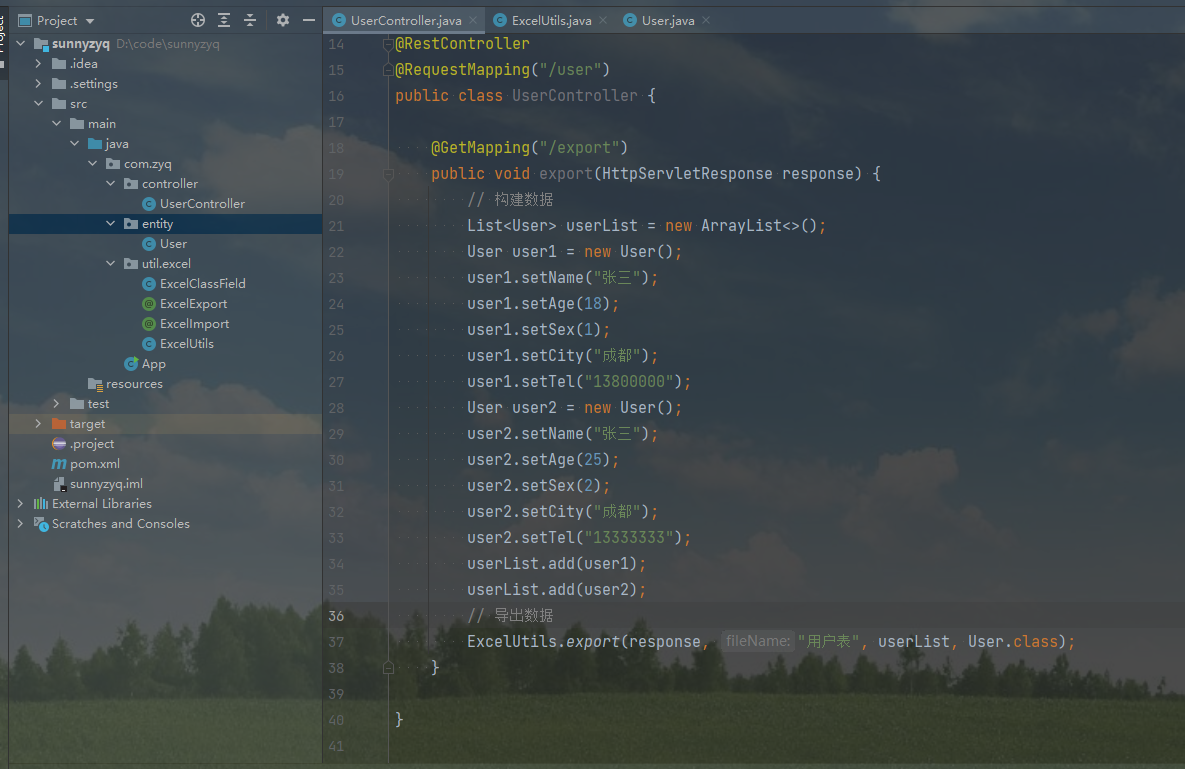 Project
UserController.java
ExcelUtils.java
User.java
sunnyzyq D:\code\sunnyzyq
.idea
.settings
src
main
java
com.zyq
controller
UserController
entity
User
util.excel
ExcelClassField
ExcelExport
ExcelImport
ExcelUtils
App
resources
test
target
.project
pom.xml
sunnyzyq.iml
External Libraries
Scratches and Consoles
14 @RestController
15 @RequestMapping("/user")
16 public class UserController {
17
18 @GetMapping("/export")
19 public void export(HttpServletResponse response) {
20 // 构建数据
21 List<User> userList = new ArrayList<>();
22 User user1 = new User();
23 user1.setName("张三");
24 user1.setAge(18);
25 user1.setSex(1);
26 user1.setCity("成都");
27 user1.setTel("13800000");
28 User user2 = new User();
29 user2.setName("张三");
30 user2.setAge(25);
31 user2.setSex(2);
32 user2.setCity("成都");
33 user2.setTel("13333333");
34 userList.add(user1);
35 userList.add(user2);
36 // 导出数据
37 ExcelUtils.export(response, fileName: "用户表", userList, User.class);
38 }
39
40 }
41